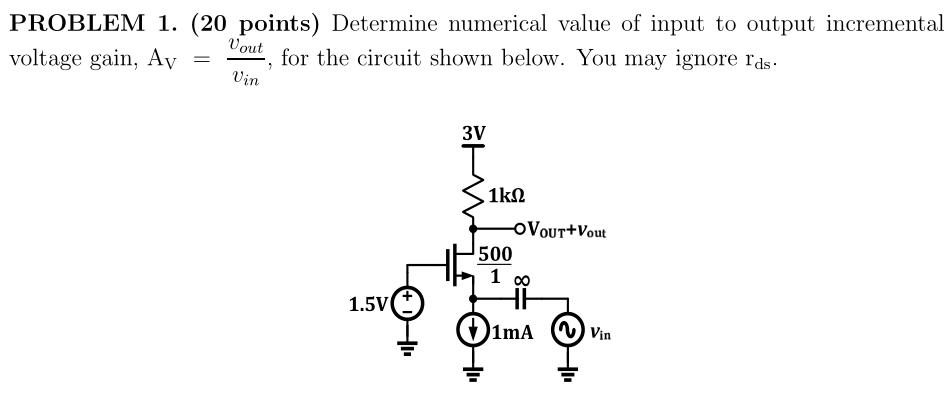 PROBLEM 1. (20 points) Determine numerical value of input to output incremental
voltage gain, A_V = v_out/v_in, for the circuit shown below. You may ignore r_ds.
3V
1kΩ
V_OUT+v_out
500
1
∞
1.5V
+
−
1mA
v_in